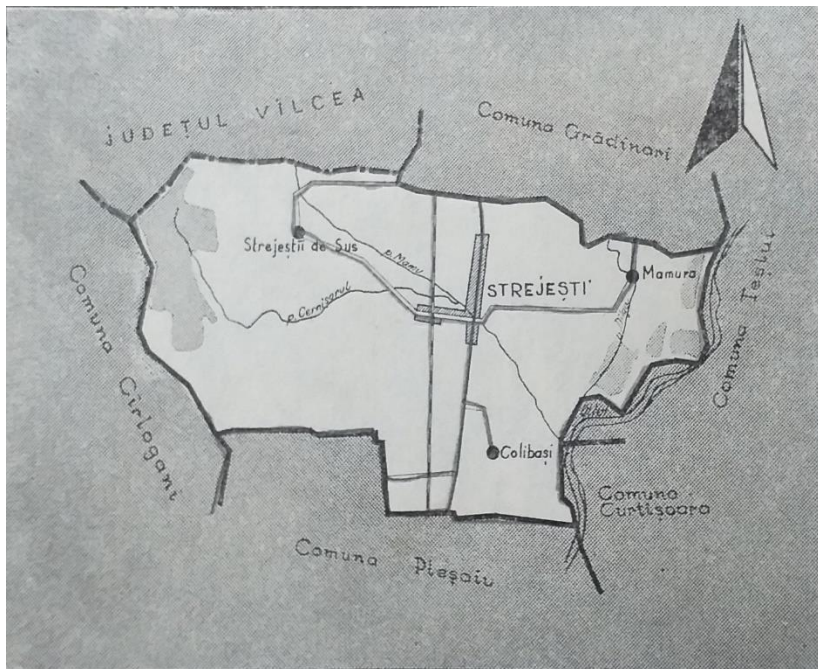 JUDEȚUL VÎLCEA
Comuna Grădinari
Strejeștii de Sus
p. Mamu
STREJEȘTI
Mamura
p. Cernișorul
Comuna Teslui
Comuna Cîrlogani
Colibași
Comuna
Curtișoara
Comuna Pleșoiu